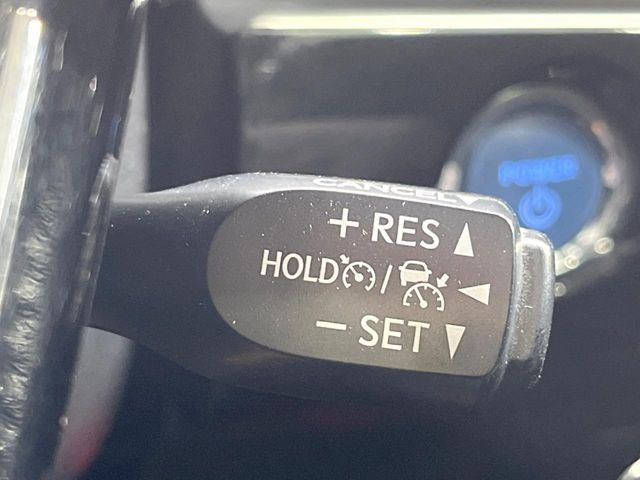 CANCEL
POWER
+ RES
HOLD /
- SET